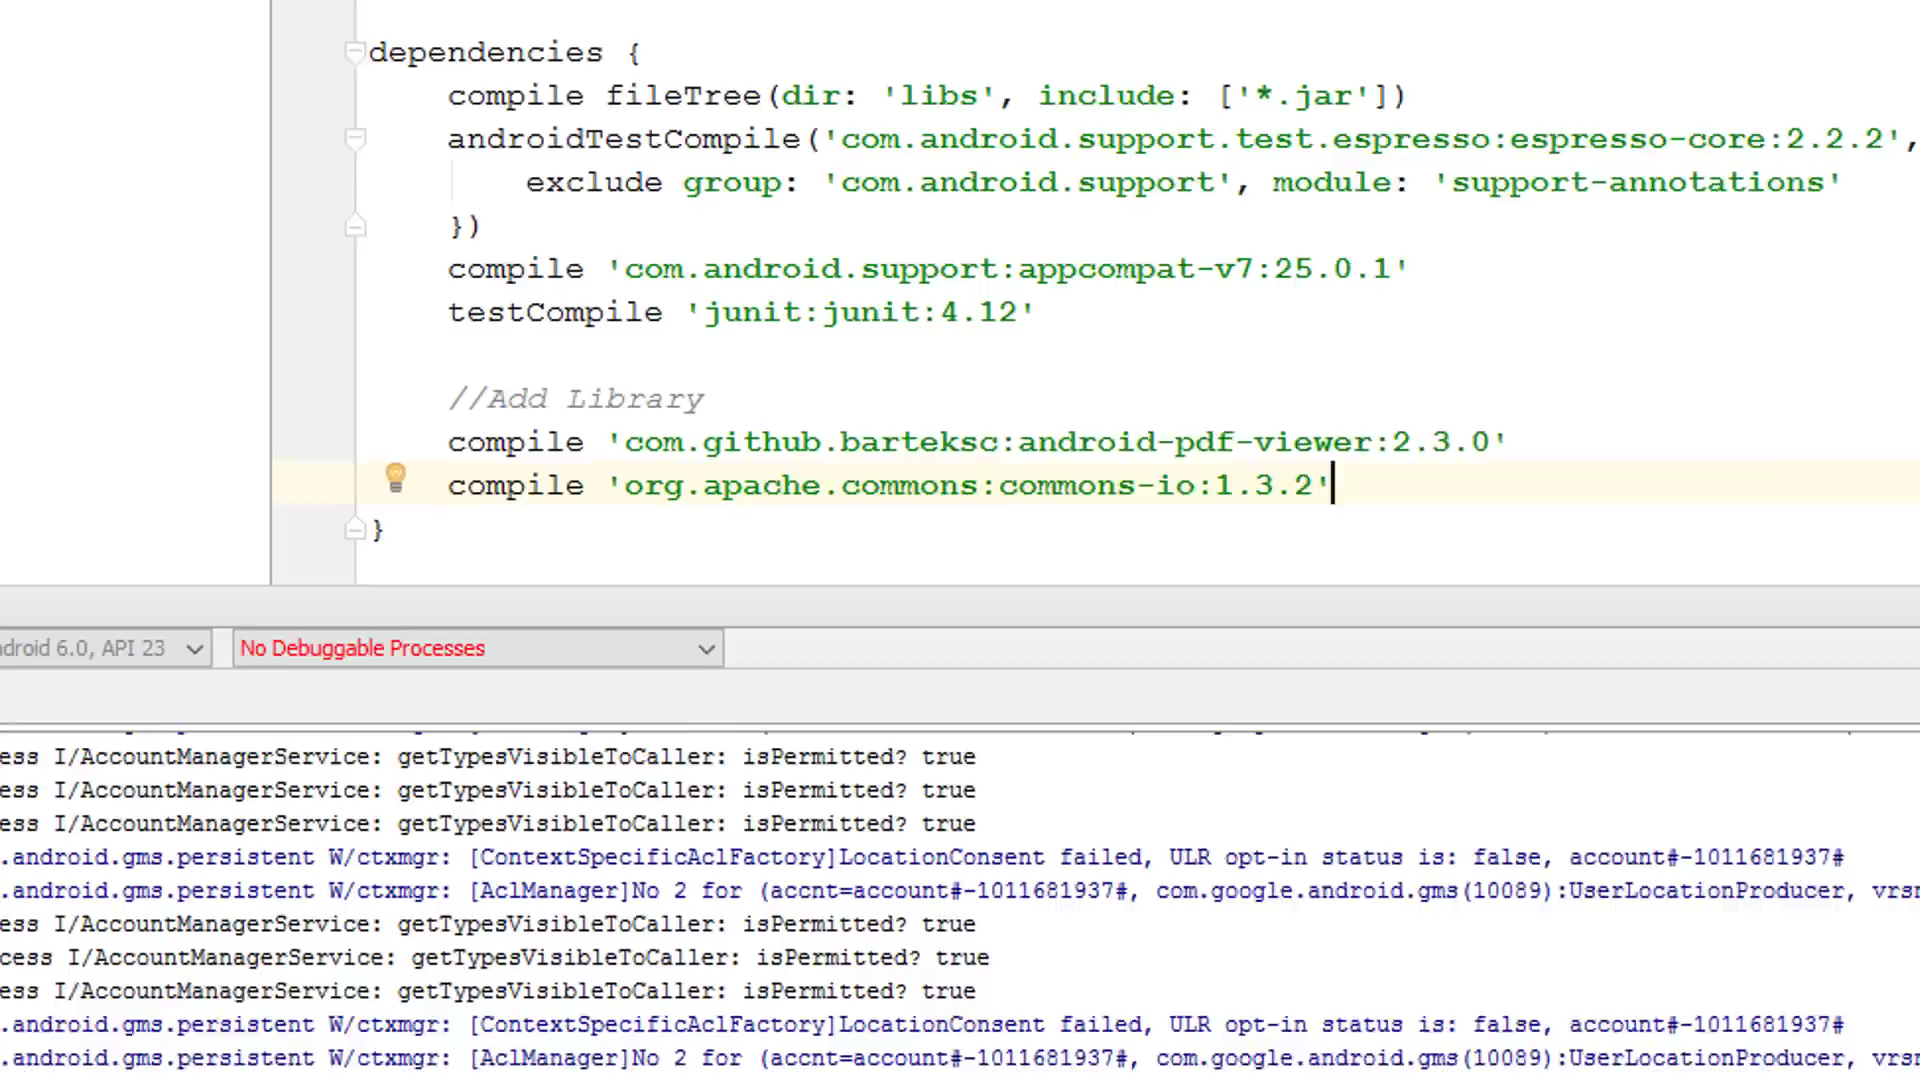 dependencies {
compile fileTree(dir: 'libs', include: ['*.jar'])
androidTestCompile('com.android.support.test.espresso:espresso-core:2.2.2',
exclude group: 'com.android.support', module: 'support-annotations'
})
compile 'com.android.support:appcompat-v7:25.0.1'
testCompile 'junit:junit:4.12'
//Add Library
compile 'com.github.barteksc:android-pdf-viewer:2.3.0'
compile 'org.apache.commons:commons-io:1.3.2'
}
droid 6.0, API 23 No Debuggable Processes
ess I/AccountManagerService: getTypesVisibleToCaller: isPermitted? true
ess I/AccountManagerService: getTypesVisibleToCaller: isPermitted? true
ess I/AccountManagerService: getTypesVisibleToCaller: isPermitted? true
.android.gms.persistent W/ctxmgr: [ContextSpecificAclFactory]LocationConsent failed, ULR opt-in status is: false, account#-1011681937#
.android.gms.persistent W/ctxmgr: [AclManager]No 2 for (accnt=account#-1011681937#, com.google.android.gms(10089):UserLocationProducer, vrsn
ess I/AccountManagerService: getTypesVisibleToCaller: isPermitted? true
cess I/AccountManagerService: getTypesVisibleToCaller: isPermitted? true
ess I/AccountManagerService: getTypesVisibleToCaller: isPermitted? true
.android.gms.persistent W/ctxmgr: [ContextSpecificAclFactory]LocationConsent failed, ULR opt-in status is: false, account#-1011681937#
.android.gms.persistent W/ctxmgr: [AclManager]No 2 for (accnt=account#-1011681937#, com.google.android.gms(10089):UserLocationProducer, vrsn